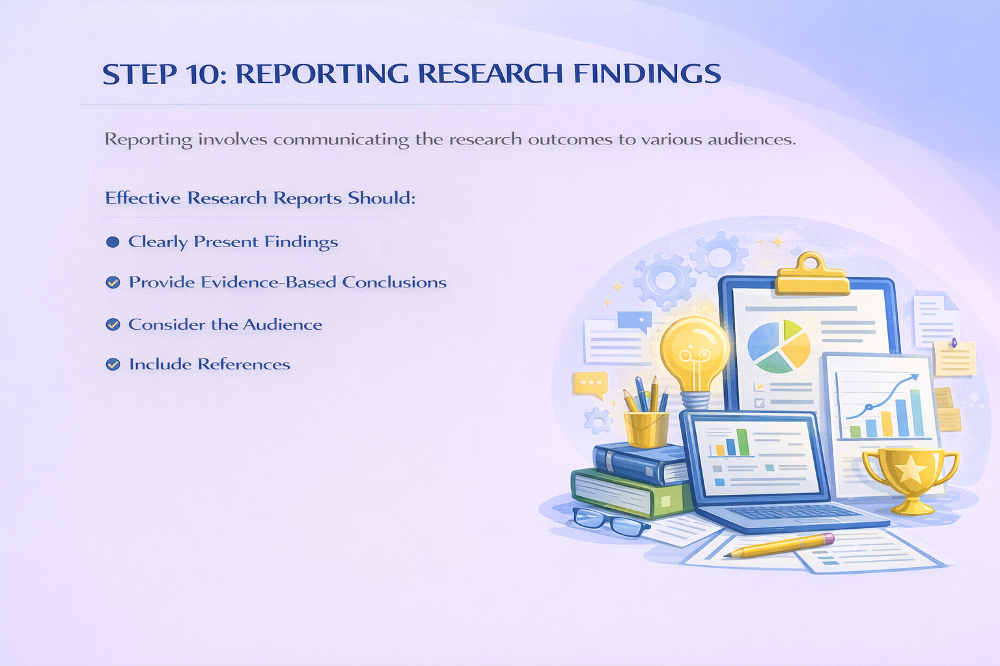 STEP 10: REPORTING RESEARCH FINDINGS
Reporting involves communicating the research outcomes to various audiences.
Effective Research Reports Should:
Clearly Present Findings
Provide Evidence-Based Conclusions
Consider the Audience
Include References